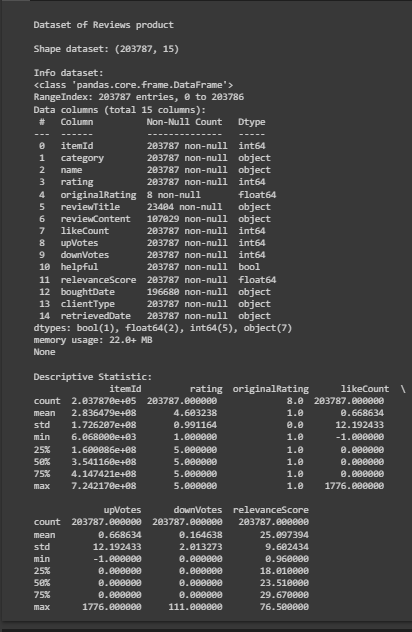 Dataset of Reviews product
Shape dataset: (203787, 15)
Info dataset:
<class 'pandas.core.frame.DataFrame'>
RangeIndex: 203787 entries, 0 to 203786
Data columns (total 15 columns):
 #   Column          Non-Null Count   Dtype
---  ------          --------------   -----
 0   itemId          203787 non-null  int64
 1   category        203787 non-null  object
 2   name            203787 non-null  object
 3   rating          203787 non-null  int64
 4   originalRating  8 non-null       float64
 5   reviewTitle     23404 non-null   object
 6   reviewContent   107029 non-null  object
 7   likeCount       203787 non-null  int64
 8   upVotes         203787 non-null  int64
 9   downVotes       203787 non-null  int64
 10  helpful         203787 non-null  bool
 11  relevanceScore  203787 non-null  float64
 12  boughtDate      196680 non-null  object
 13  clientType      203787 non-null  object
 14  retrievedDate   203787 non-null  object
dtypes: bool(1), float64(2), int64(5), object(7)
memory usage: 22.0+ MB
None
Descriptive Statistic:
             itemId         rating  originalRating      likeCount  \
count  2.037870e+05  203787.000000             8.0  203787.000000
mean   2.836479e+08       4.603238             1.0       0.668634
std    1.726207e+08       0.991164             0.0      12.192433
min    6.068000e+03       1.000000             1.0      -1.000000
25%    1.600086e+08       5.000000             1.0       0.000000
50%    3.541160e+08       5.000000             1.0       0.000000
75%    4.147421e+08       5.000000             1.0       0.000000
max    7.242170e+08       5.000000             1.0    1776.000000
             upVotes      downVotes  relevanceScore
count  203787.000000  203787.000000   203787.000000
mean        0.668634       0.164638       25.097394
std        12.192433       2.013273        9.602434
min        -1.000000       0.000000        0.960000
25%         0.000000       0.000000       18.010000
50%         0.000000       0.000000       23.510000
75%         0.000000       0.000000       29.670000
max      1776.000000     111.000000       76.500000